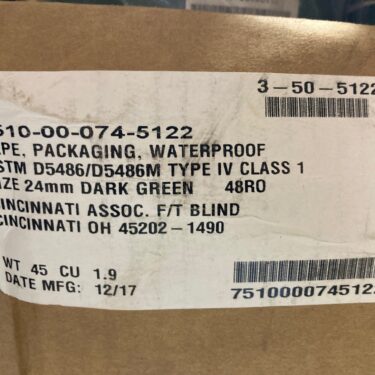 3-50-5122
510-00-074-5122
PE, PACKAGING, WATERPROOF
STM D5486/D5486M TYPE IV CLASS 1
ZE 24mm DARK GREEN 48RO
CINCINNATI ASSOC. F/T BLIND
CINCINNATI OH 45202-1490
WT 45 CU 1.9
DATE MFG: 12/17
7510000745122